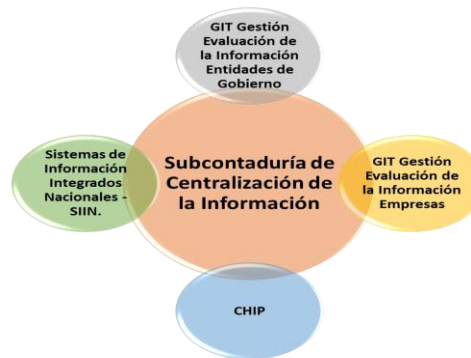 GIT Gestión
Evaluación de
la Información
Entidades de
Gobierno
Sistemas de
Información
Integrados
Nacionales -
SIIN.
Subcontaduría de
Centralización de
la Información
GIT Gestión
Evaluación de
la Información
Empresas
CHIP